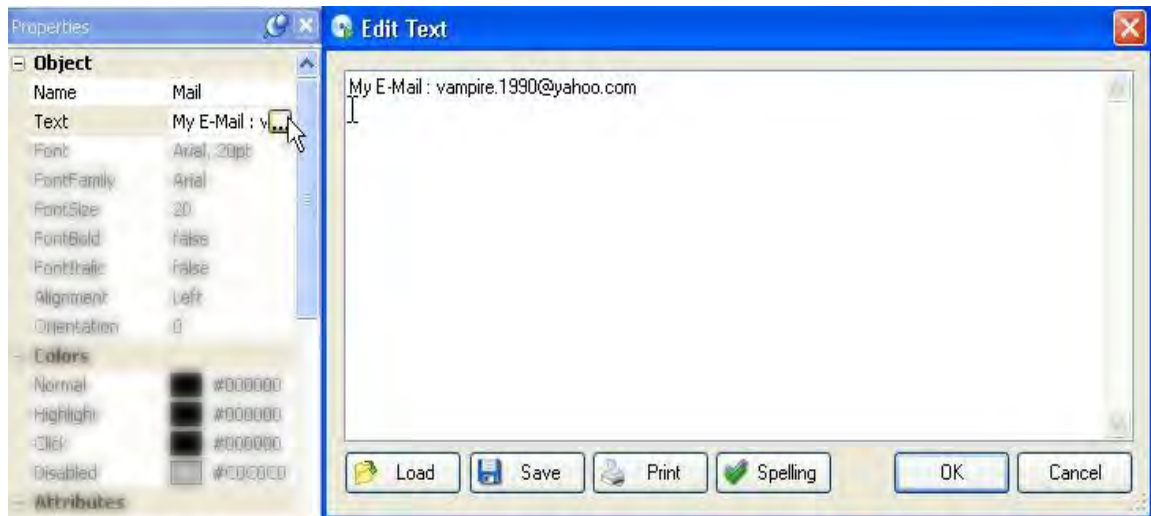 Properties
Object
Name Mail
Text My E-Mail : v...
Font Arial, 20pt
FontFamily Arial
FontSize 20
FontBold False
FontItalic False
Alignment Left
Orientation 0
Colors
Normal #000000
Highlight #000000
Click #000000
Disabled #C0C0C0
Attributes
Edit Text
My E-Mail : vampire.1990@yahoo.com
Load Save Print Spelling OK Cancel